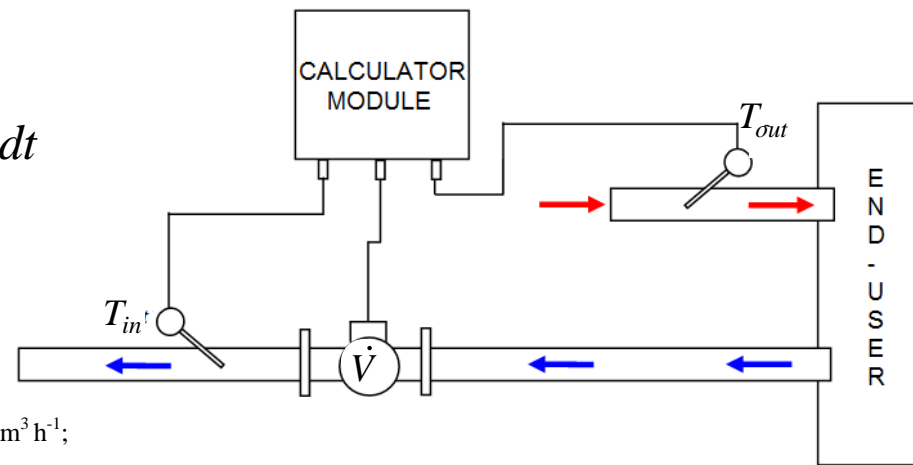 CALCULATOR
MODULE
dt
T_out
T_in
V̇
E
N
D
-
U
S
E
R
m³ h⁻¹;